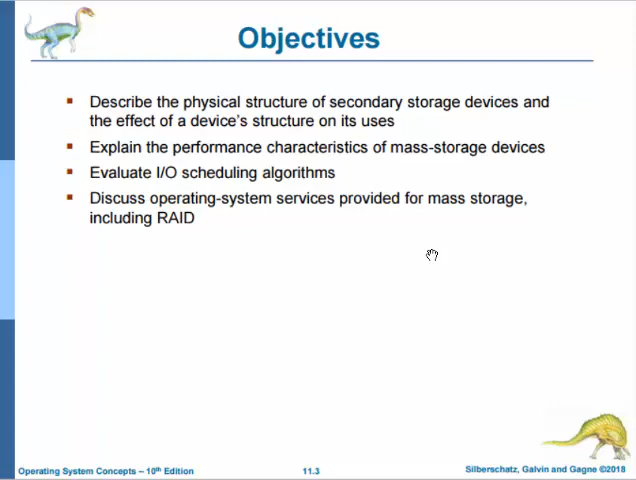 Objectives
▪ Describe the physical structure of secondary storage devices and
the effect of a device's structure on its uses
▪ Explain the performance characteristics of mass-storage devices
▪ Evaluate I/O scheduling algorithms
▪ Discuss operating-system services provided for mass storage,
including RAID
Operating System Concepts – 10th Edition
11.3
Silberschatz, Galvin and Gagne ©2018